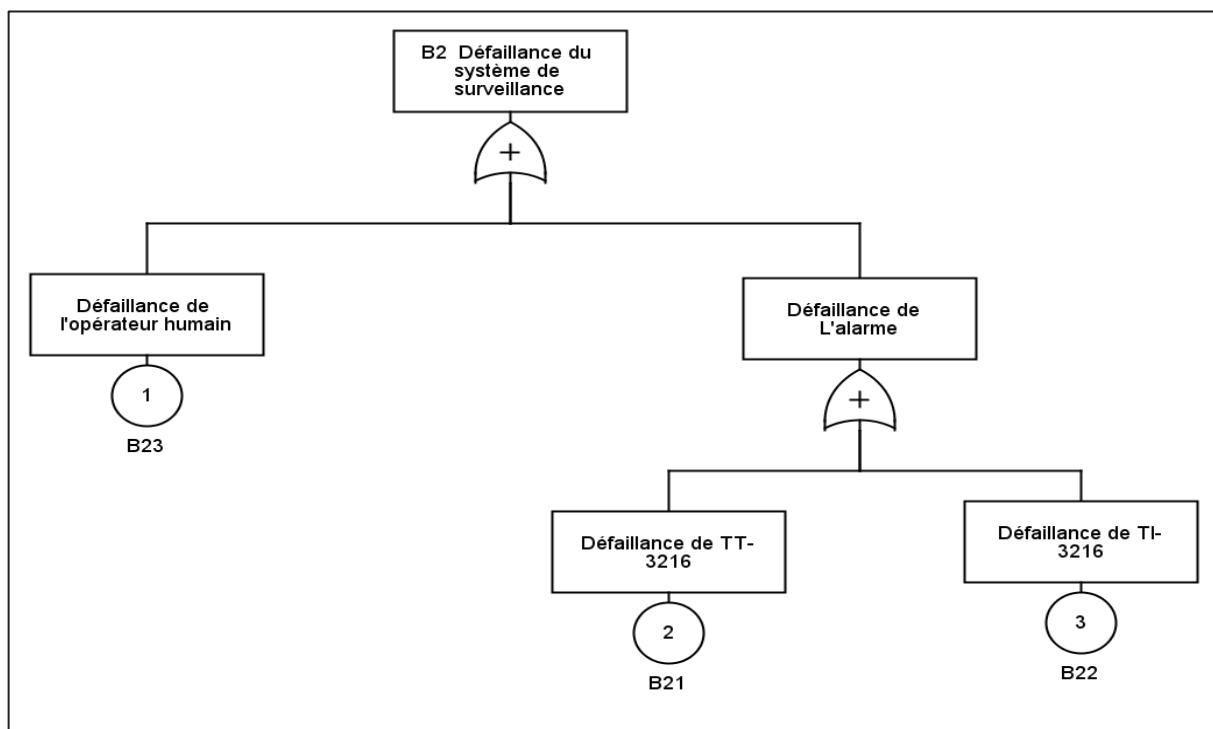 B2 Défaillance du
système de
surveillance
+
Défaillance de
l'opérateur humain
1
B23
Défaillance de
L'alarme
+
Défaillance de TT-
3216
2
B21
Défaillance de TI-
3216
3
B22